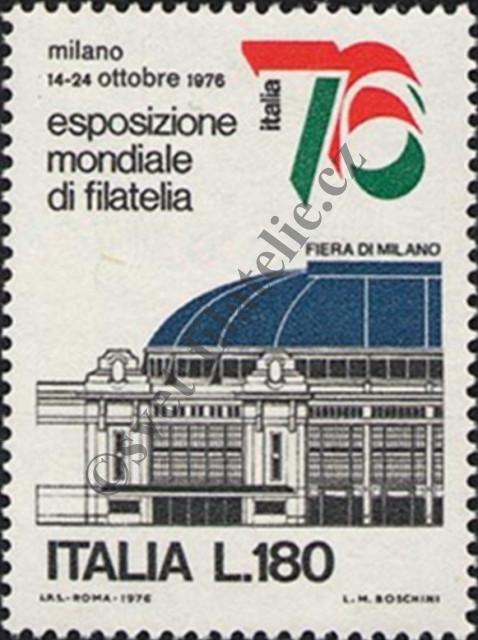 milano
14-24 ottobre 1976
esposizione
mondiale
di filatelia
italia
76
FIERA DI MILANO
©svet-filatelie.cz
ITALIA L.180
I.P.S.-ROMA-1976
L. M. BOSCHINI